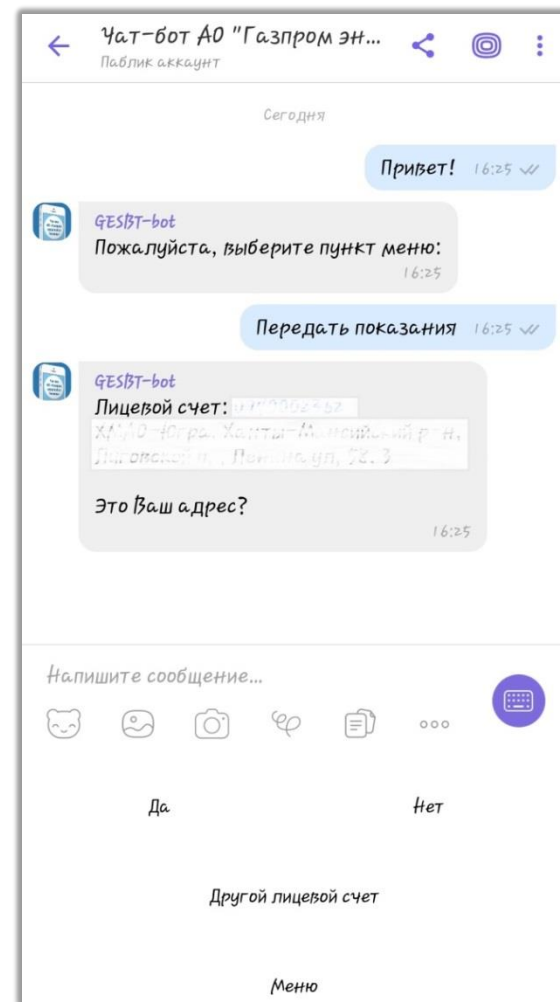 Чат-бот АО "Газпром эн...
Паблик аккаунт
Сегодня
Привет! 16:25
GESBT-bot
Пожалуйста, выберите пункт меню:
16:25
Передать показания 16:25
GESBT-bot
Лицевой счет:
Это Ваш адрес?
16:25
Напишите сообщение...
Да Нет
Другой лицевой счет
Меню